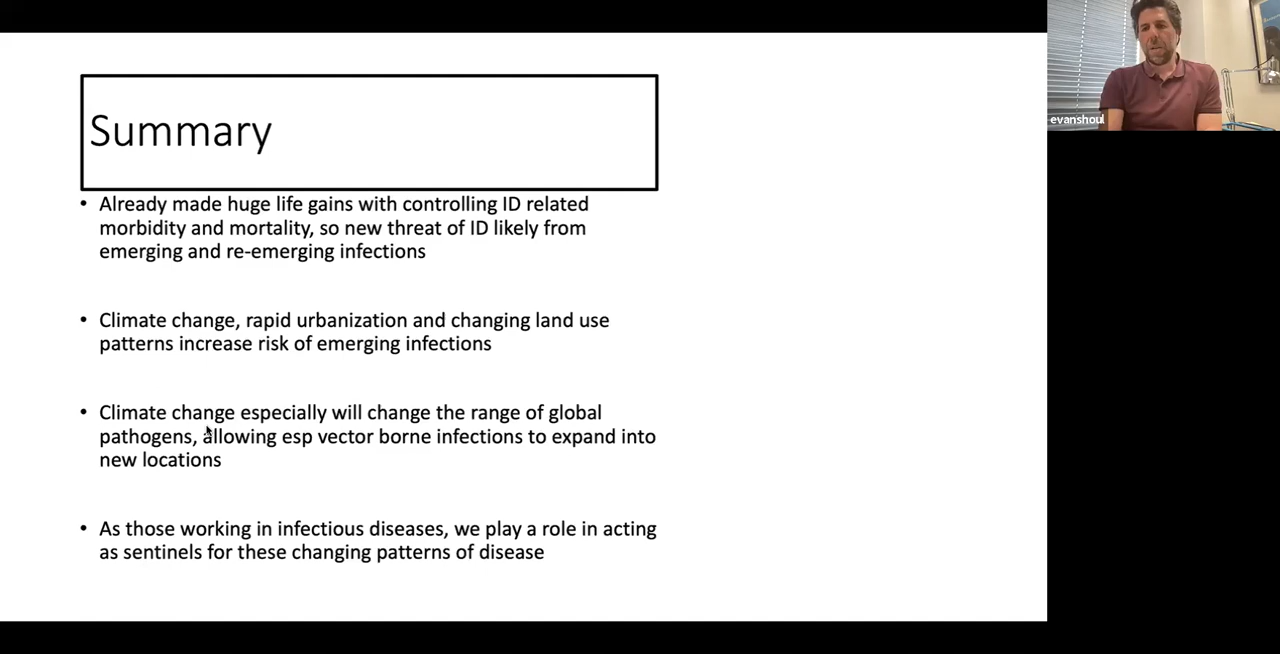 Summary
• Already made huge life gains with controlling ID related
morbidity and mortality, so new threat of ID likely from
emerging and re-emerging infections
• Climate change, rapid urbanization and changing land use
patterns increase risk of emerging infections
• Climate change especially will change the range of global
pathogens, allowing esp vector borne infections to expand into
new locations
• As those working in infectious diseases, we play a role in acting
as sentinels for these changing patterns of disease
evanshoul